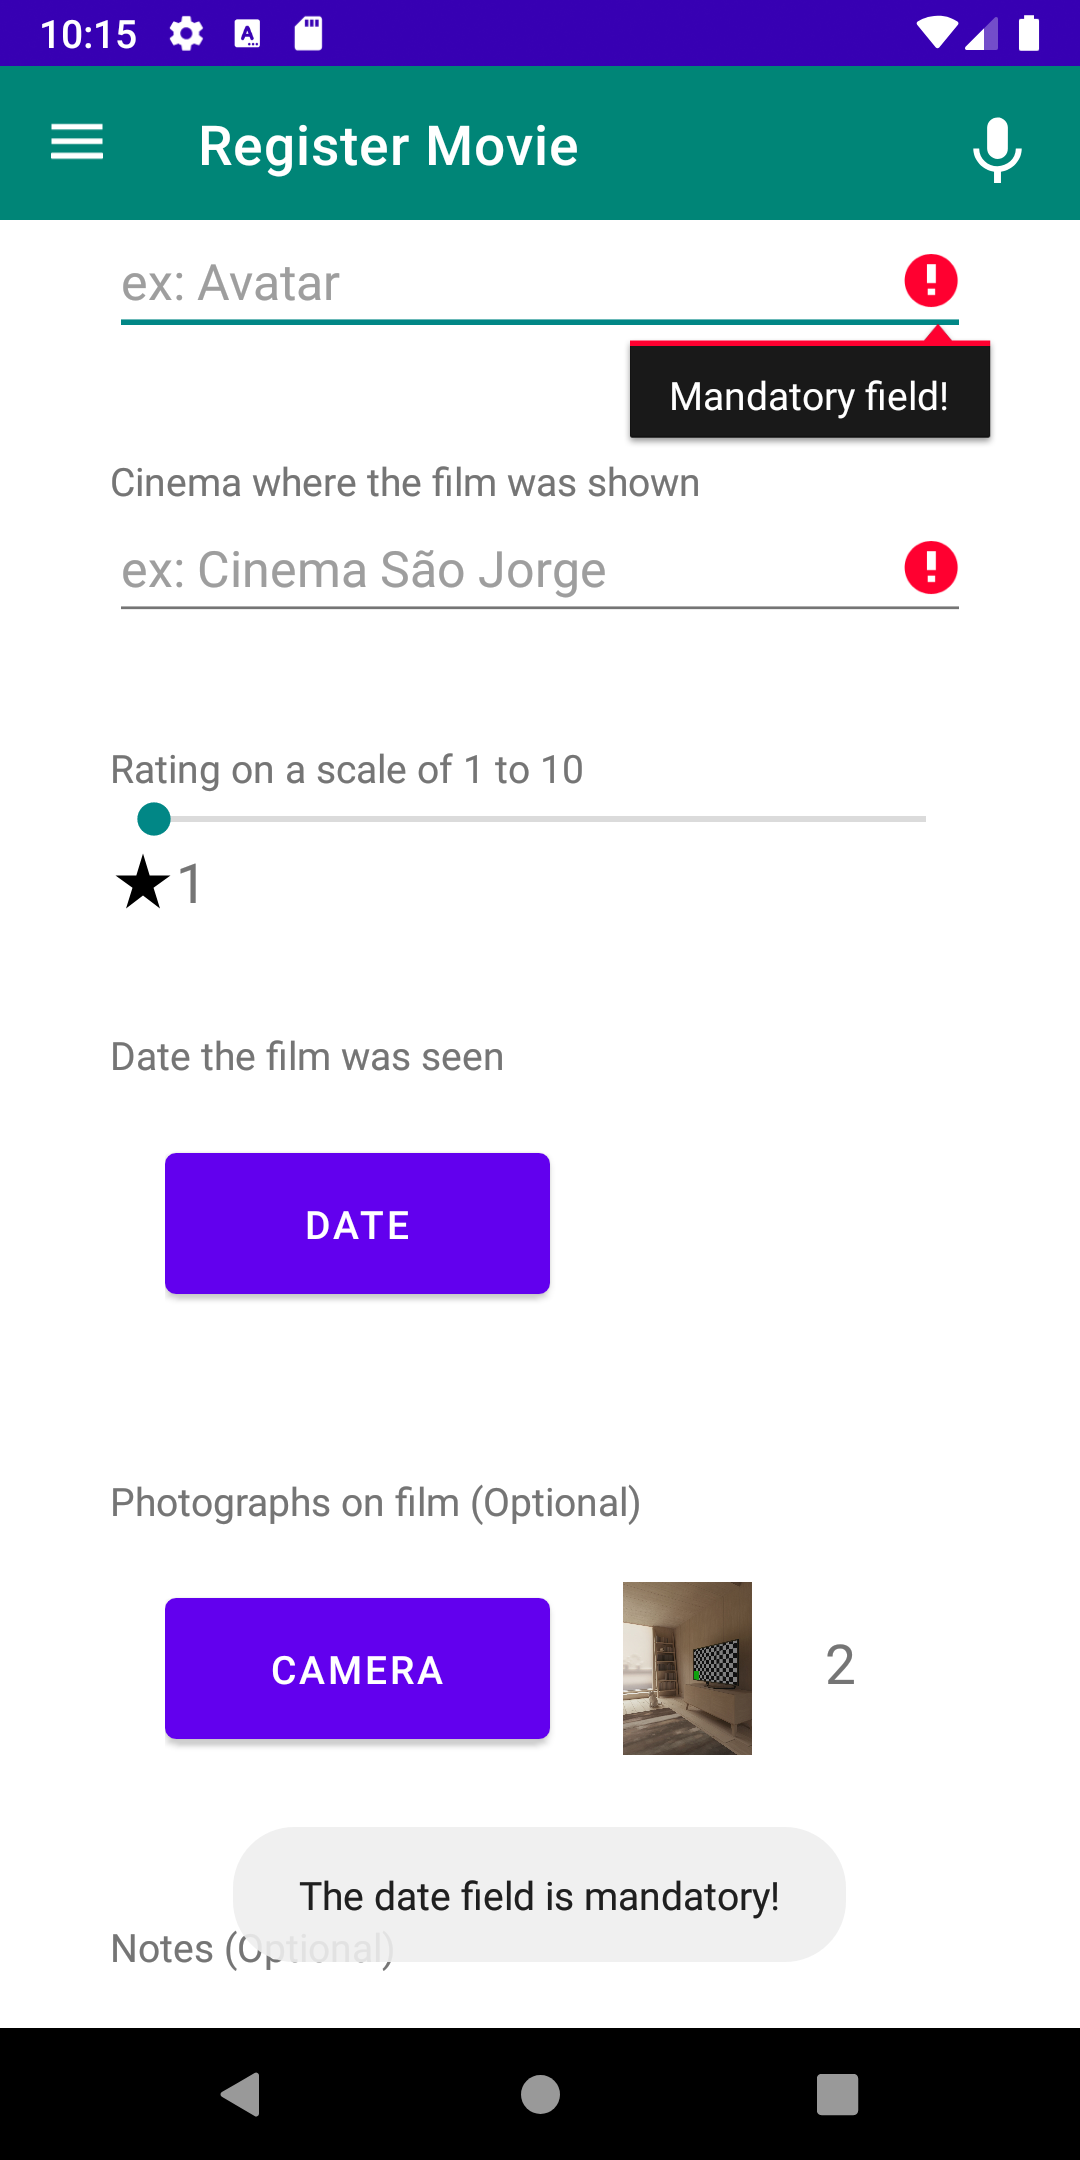 10:15
Register Movie
ex: Avatar
Mandatory field!
Cinema where the film was shown
ex: Cinema São Jorge
Rating on a scale of 1 to 10
1
Date the film was seen
DATE
Photographs on film (Optional)
CAMERA
2
The date field is mandatory!
Notes (Optional)